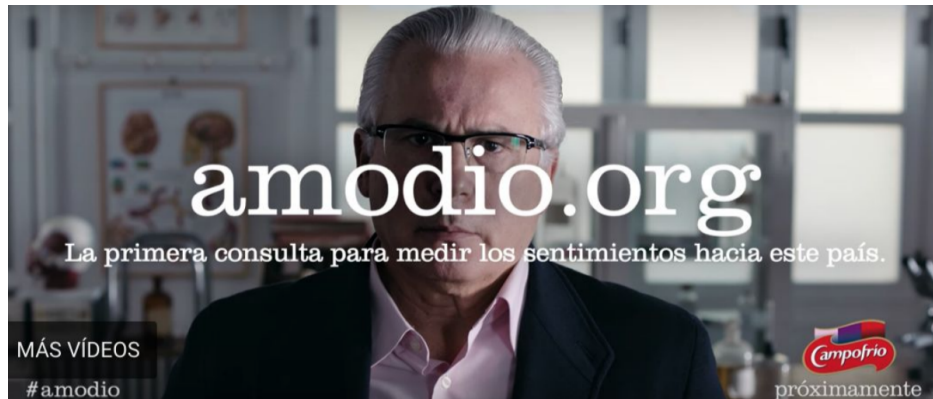 amodio.org
La primera consulta para medir los sentimientos hacia este país.
MÁS VÍDEOS
Campofrío
#amodio
próximamente